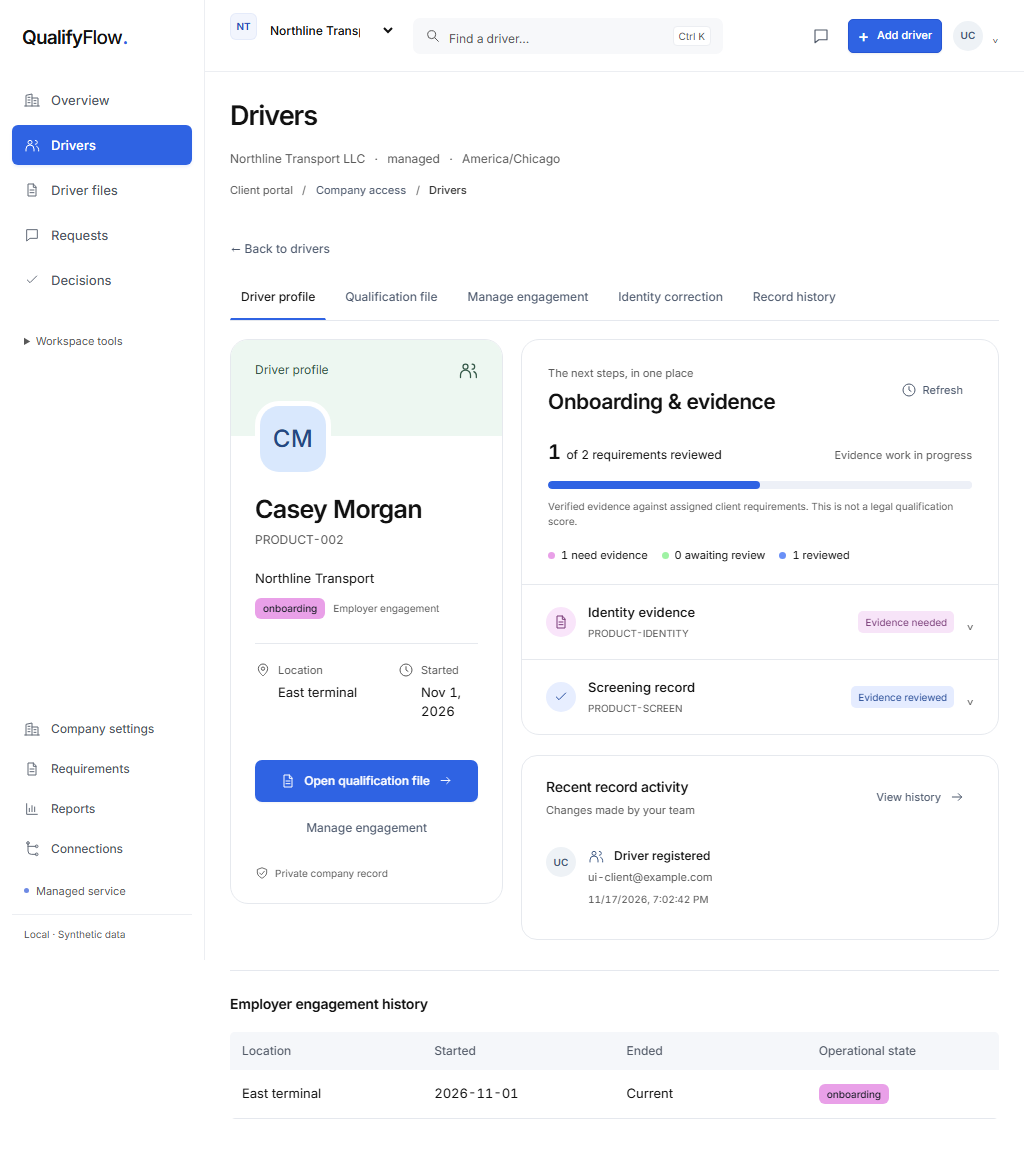 QualifyFlow.
NT
Northline Transp
Find a driver...
Ctrl K
+ Add driver
UC
v
Overview
Drivers
Driver files
Requests
Decisions
Workspace tools
Company settings
Requirements
Reports
Connections
Managed service
Local · Synthetic data
Drivers
Northline Transport LLC · managed · America/Chicago
Client portal / Company access / Drivers
← Back to drivers
Driver profile
Qualification file
Manage engagement
Identity correction
Record history
Driver profile
CM
Casey Morgan
PRODUCT-002
Northline Transport
onboarding
Employer engagement
Location
East terminal
Started
Nov 1,
2026
Open qualification file →
Manage engagement
Private company record
The next steps, in one place
Onboarding & evidence
Refresh
1 of 2 requirements reviewed
Evidence work in progress
Verified evidence against assigned client requirements. This is not a legal qualification
score.
1 need evidence
0 awaiting review
1 reviewed
Identity evidence
PRODUCT-IDENTITY
Evidence needed
v
Screening record
PRODUCT-SCREEN
Evidence reviewed
v
Recent record activity
Changes made by your team
View history →
UC
Driver registered
ui-client@example.com
11/17/2026, 7:02:42 PM
Employer engagement history
Location Started Ended Operational state
East terminal 2026-11-01 Current onboarding